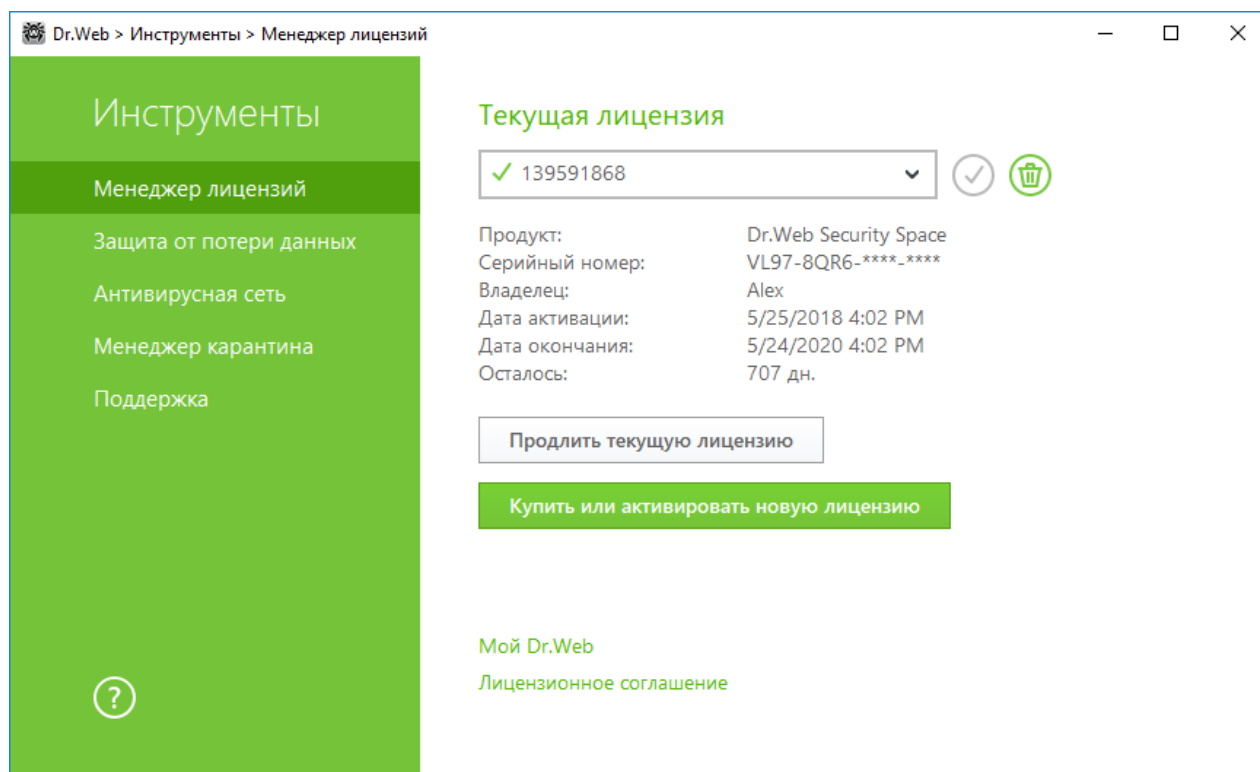 Dr.Web > Инструменты > Менеджер лицензий
Инструменты
Менеджер лицензий
Защита от потери данных
Антивирусная сеть
Менеджер карантина
Поддержка
?
Текущая лицензия
139591868
Продукт: Dr.Web Security Space
Серийный номер: VL97-8QR6-****-****
Владелец: Alex
Дата активации: 5/25/2018 4:02 PM
Дата окончания: 5/24/2020 4:02 PM
Осталось: 707 дн.
Продлить текущую лицензию
Купить или активировать новую лицензию
Мой Dr.Web
Лицензионное соглашение